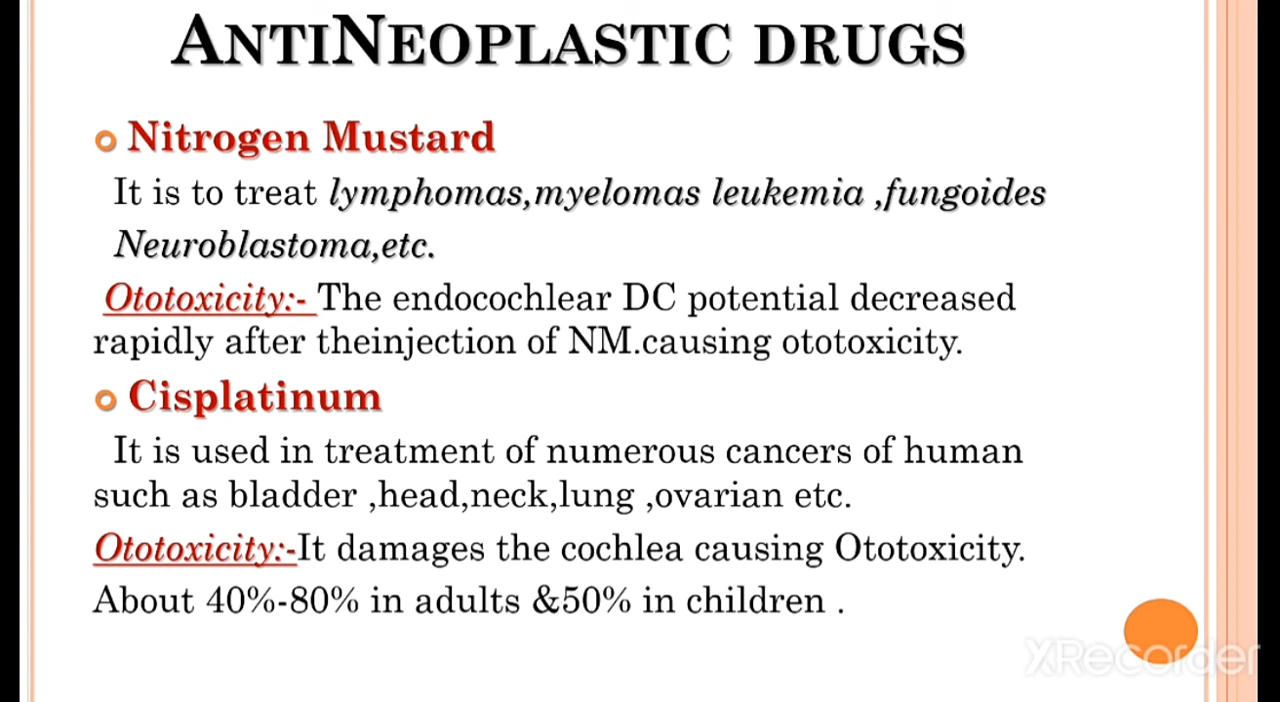 ANTINEOPLASTIC DRUGS
Nitrogen Mustard
It is to treat lymphomas,myelomas leukemia ,fungoides
Neuroblastoma,etc.
Ototoxicity:- The endocochlear DC potential decreased
rapidly after theinjection of NM.causing ototoxicity.
Cisplatinum
It is used in treatment of numerous cancers of human
such as bladder ,head,neck,lung ,ovarian etc.
Ototoxicity:-It damages the cochlea causing Ototoxicity.
About 40%-80% in adults &50% in children .
XRecorder